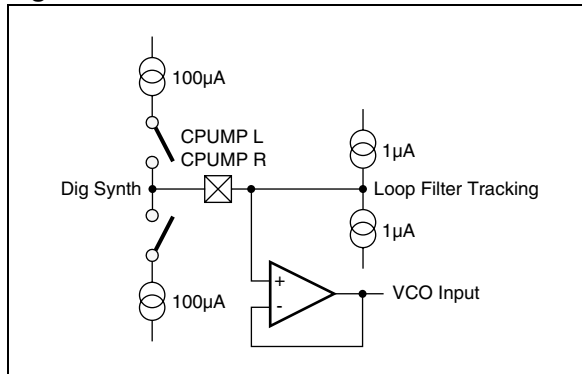 100µA
CPUMP L
CPUMP R
1µA
Dig Synth
Loop Filter Tracking
1µA
+
-
100µA
VCO Input